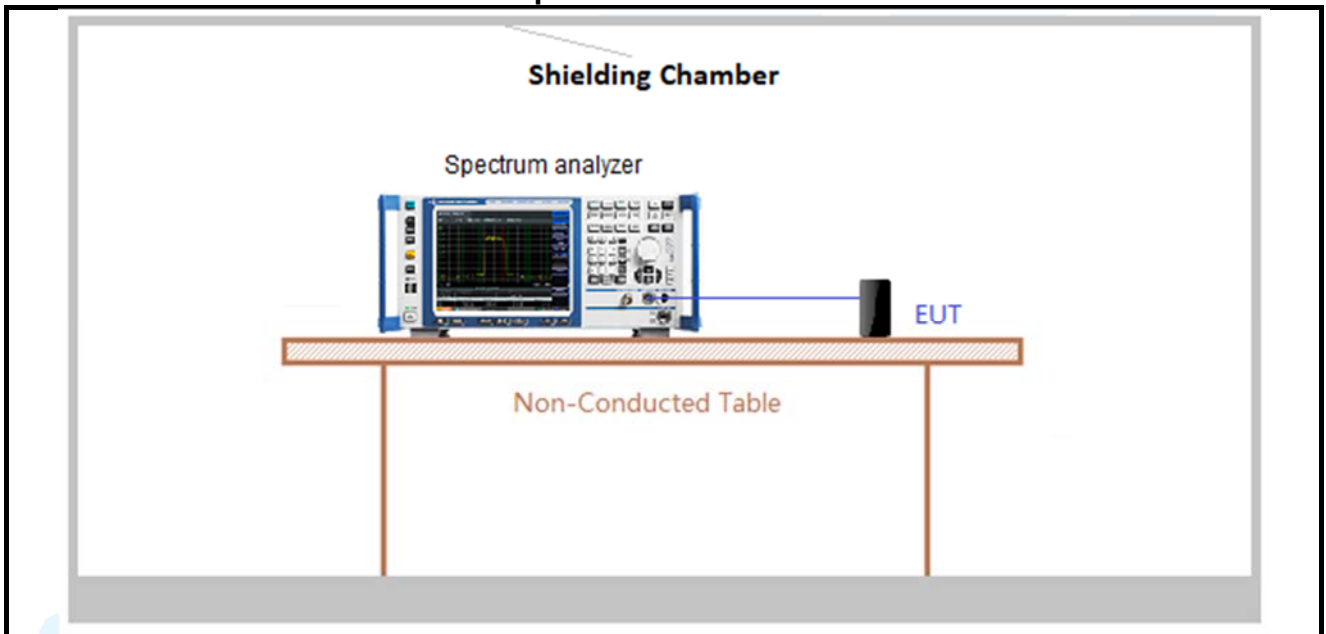 Shielding Chamber
Spectrum analyzer
EUT
Non-Conducted Table